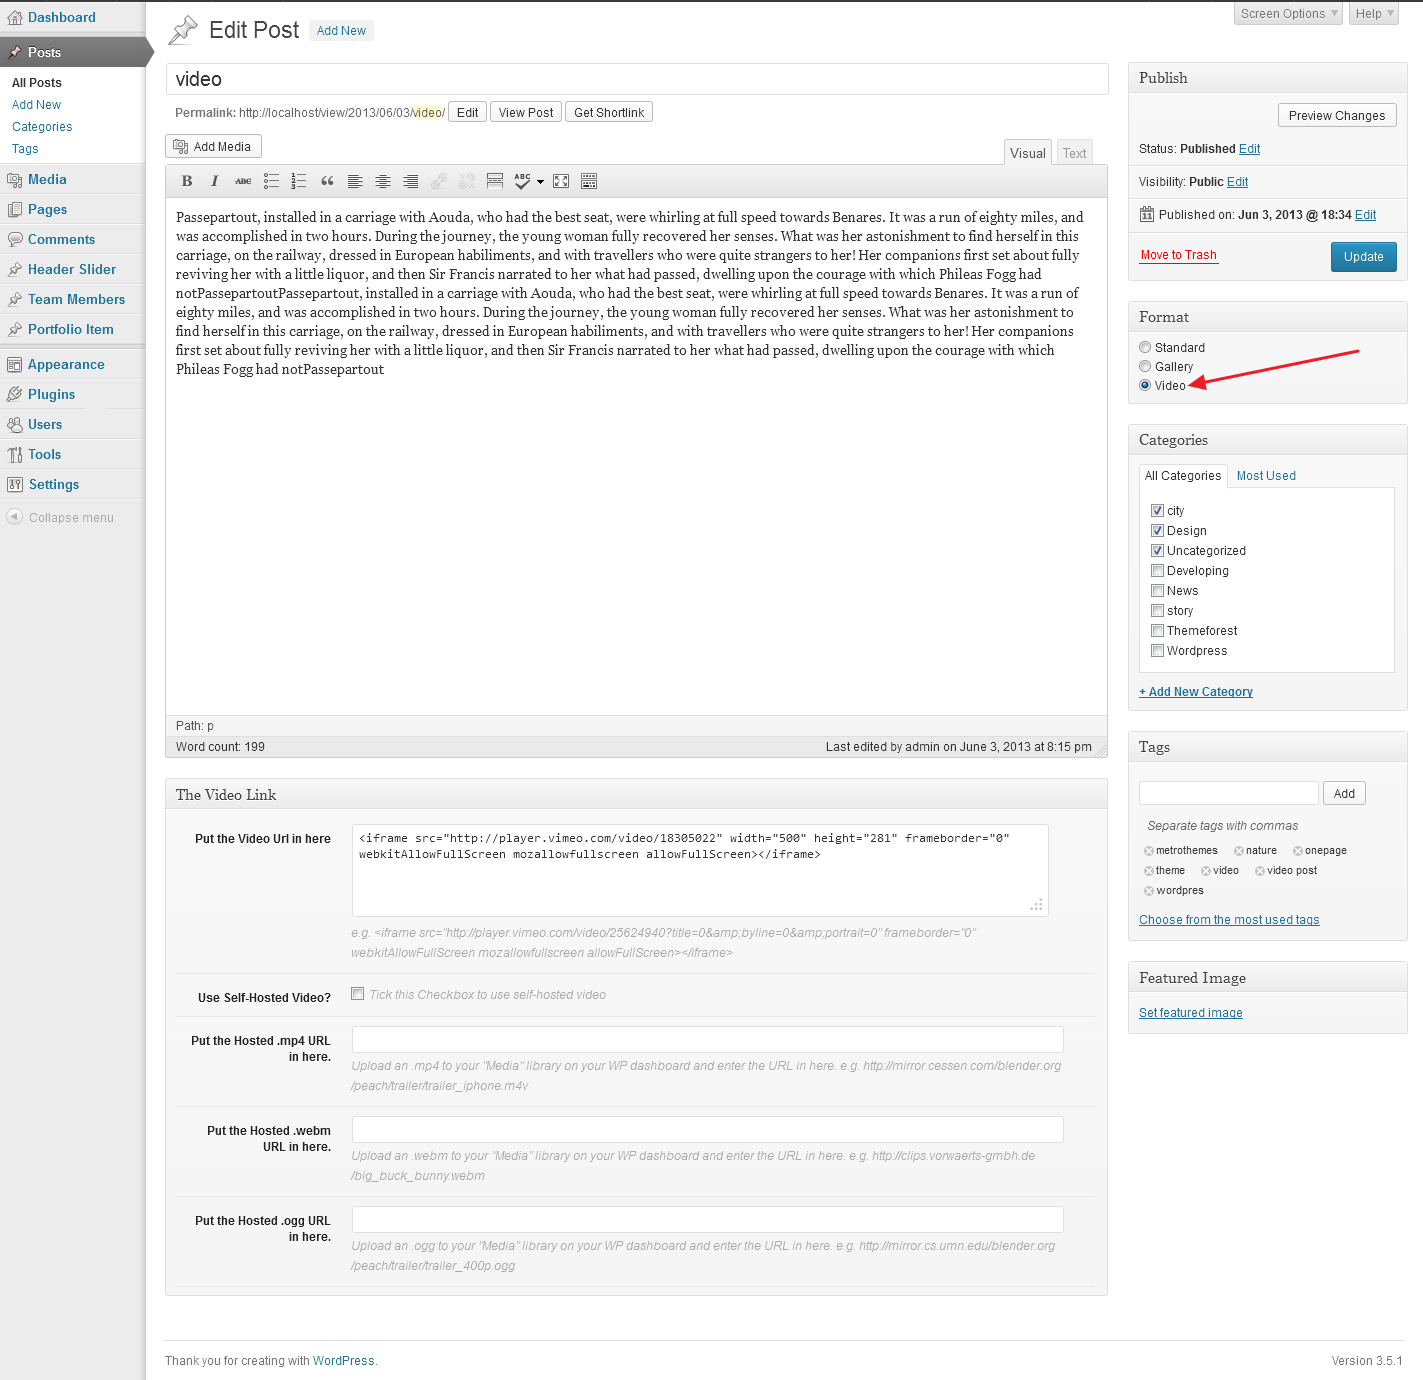 Dashboard
Posts
All Posts
Add New
Categories
Tags
Media
Pages
Comments
Header Slider
Team Members
Portfolio Item
Appearance
Plugins
Users
Tools
Settings
Collapse menu
Screen Options
Help
Edit Post
Add New
video
Permalink: http://localhost/view/2013/06/03/video/ Edit View Post Get Shortlink
Add Media
Visual Text
B I ABC ABC
Passepartout, installed in a carriage with Aouda, who had the best seat, were whirling at full speed towards Benares. It was a run of eighty miles, and
was accomplished in two hours. During the journey, the young woman fully recovered her senses. What was her astonishment to find herself in this
carriage, on the railway, dressed in European habiliments, and with travellers who were quite strangers to her! Her companions first set about fully
reviving her with a little liquor, and then Sir Francis narrated to her what had passed, dwelling upon the courage with which Phileas Fogg had
notPassepartoutPassepartout, installed in a carriage with Aouda, who had the best seat, were whirling at full speed towards Benares. It was a run of
eighty miles, and was accomplished in two hours. During the journey, the young woman fully recovered her senses. What was her astonishment to
find herself in this carriage, on the railway, dressed in European habiliments, and with travellers who were quite strangers to her! Her companions
first set about fully reviving her with a little liquor, and then Sir Francis narrated to her what had passed, dwelling upon the courage with which
Phileas Fogg had notPassepartout
Path: p
Word count: 199
Last edited by admin on June 3, 2013 at 8:15 pm
The Video Link
Put the Video Url in here
<iframe src="http://player.vimeo.com/video/18305022" width="500" height="281" frameborder="0"
webkitAllowFullScreen mozallowfullscreen allowFullScreen></iframe>
e.g. <iframe src="http://player.vimeo.com/video/25624940?title=0&amp;byline=0&amp;portrait=0" frameborder="0"
webkitAllowFullScreen mozallowfullscreen allowFullScreen></iframe>
Use Self-Hosted Video?
Tick this Checkbox to use self-hosted video
Put the Hosted .mp4 URL
in here.
Upload an .mp4 to your "Media" library on your WP dashboard and enter the URL in here. e.g. http://mirror.cessen.com/blender.org
/peach/trailer/trailer_iphone.m4v
Put the Hosted .webm
URL in here.
Upload an .webm to your "Media" library on your WP dashboard and enter the URL in here. e.g. http://clips.vorwaerts-gmbh.de
/big_buck_bunny.webm
Put the Hosted .ogg URL
in here.
Upload an .ogg to your "Media" library on your WP dashboard and enter the URL in here. e.g. http://mirror.cs.umn.edu/blender.org
/peach/trailer/trailer_400p.ogg
Publish
Preview Changes
Status: Published Edit
Visibility: Public Edit
Published on: Jun 3, 2013 @ 18:34 Edit
Move to Trash
Update
Format
Standard
Gallery
Video
Categories
All Categories Most Used
city
Design
Uncategorized
Developing
News
story
Themeforest
Wordpress
+ Add New Category
Tags
Add
Separate tags with commas
metrothemes nature onepage
theme video video post
wordpres
Choose from the most used tags
Featured Image
Set featured image
Thank you for creating with WordPress.
Version 3.5.1